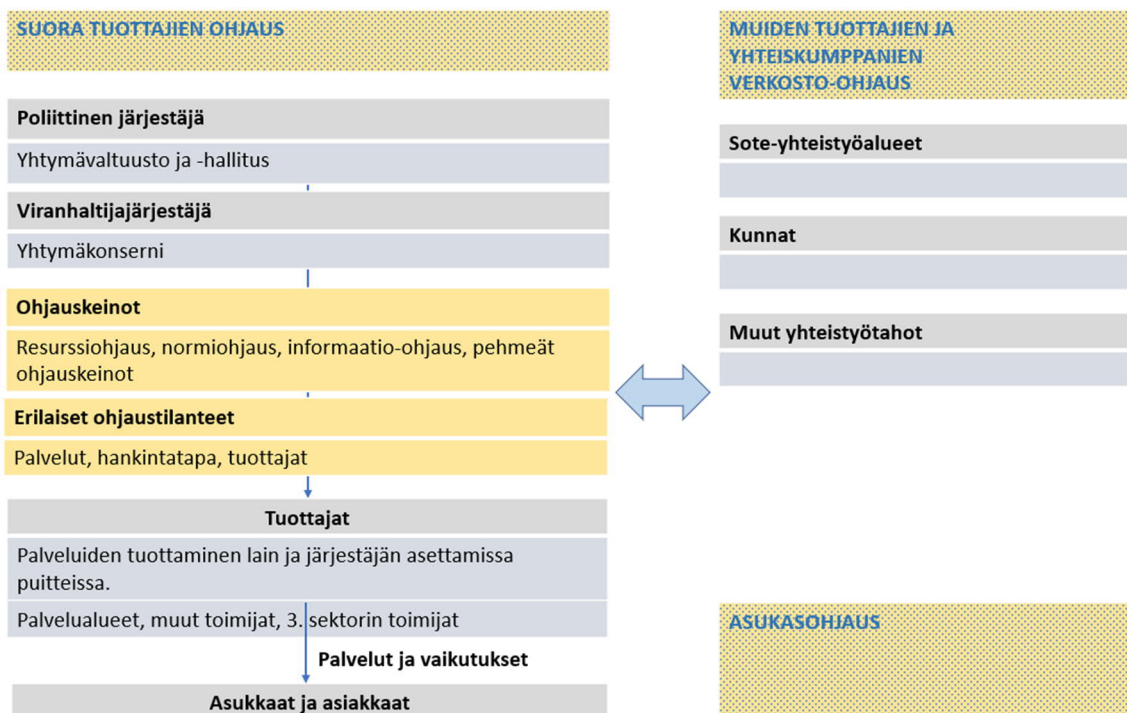 SUORA TUOTTAJIEN OHJAUS
Poliittinen järjestäjä
Yhtymävaltuusto ja -hallitus
Viranhaltijajärjestäjä
Yhtymäkonserni
Ohjauskeinot
Resurssiohjaus, normiohjaus, informaatio-ohjaus, pehmeät
ohjauskeinot
Erilaiset ohjaustilanteet
Palvelut, hankintatapa, tuottajat
Tuottajat
Palveluiden tuottaminen lain ja järjestäjän asettamissa
puitteissa.
Palvelualueet, muut toimijat, 3. sektorin toimijat
Palvelut ja vaikutukset
Asukkaat ja asiakkaat
MUIDEN TUOTTAJIEN JA
YHTEISKUMPPANIEN
VERKOSTO-OHJAUS
Sote-yhteistyöalueet
Kunnat
Muut yhteistyötahot
ASUKASOHJAUS